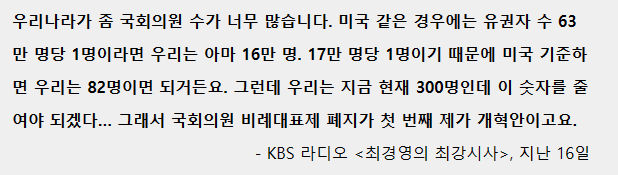 우리나라가 좀 국회의원 수가 너무 많습니다. 미국 같은 경우에는 유권자 수 63
만 명당 1명이라면 우리는 아마 16만 명. 17만 명당 1명이기 때문에 미국 기준하
면 우리는 82명이면 되거든요. 그런데 우리는 지금 현재 300명인데 이 숫자를 줄
여야 되겠다... 그래서 국회의원 비례대표제 폐지가 첫 번째 제가 개혁안이고요.
- KBS 라디오 <최경영의 최강시사>, 지난 16일